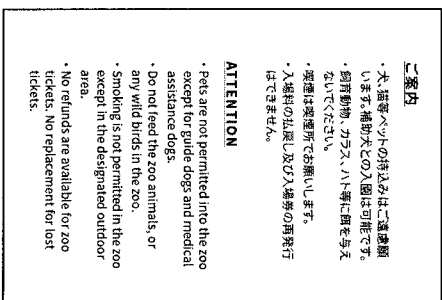 ご案内
・犬、猫等ペットの持込みはご遠慮願
います。補助犬との入園は可能です。
・飼育動物、カラス、ハト等に餌を与え
ないでください。
・喫煙は喫煙所でお願いします。
・入場料の払戻し及び入場券の再発行
はできません。
ATTENTION
・Pets are not permitted into the zoo
except for guide dogs and medical
assistance dogs.
・Do not feed the zoo animals, or
any wild birds in the zoo.
・Smoking is not permitted in the zoo
except in the designated outdoor
area.
・No refunds are available for zoo
tickets. No replacement for lost
tickets.